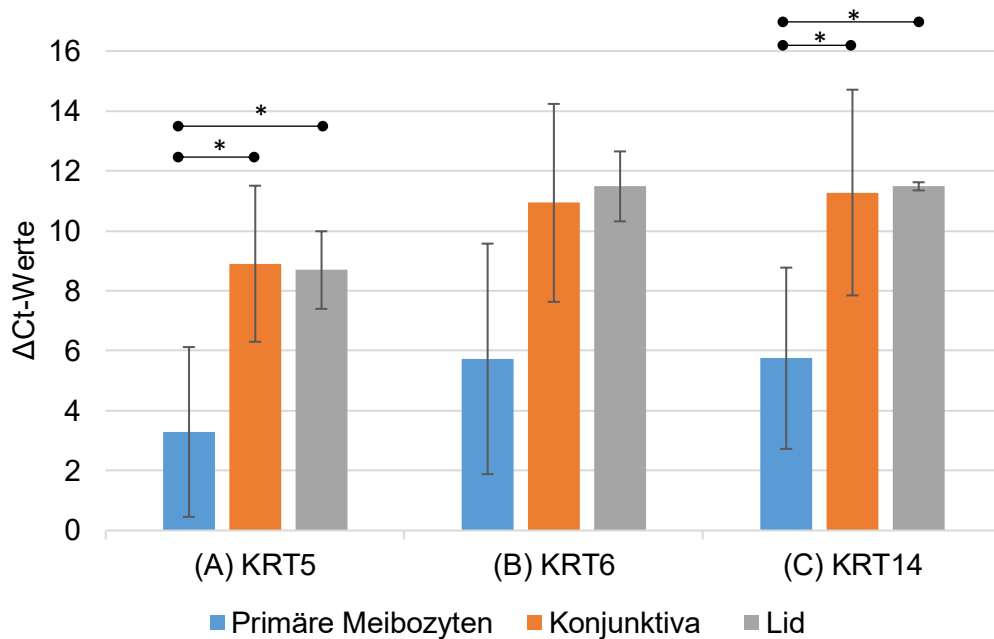 *
*
16
14
12
10
8
6
4
2
0
ΔCt-Werte
*
*
(A) KRT5
(B) KRT6
(C) KRT14
Primäre Meibozyten
Konjunktiva
Lid